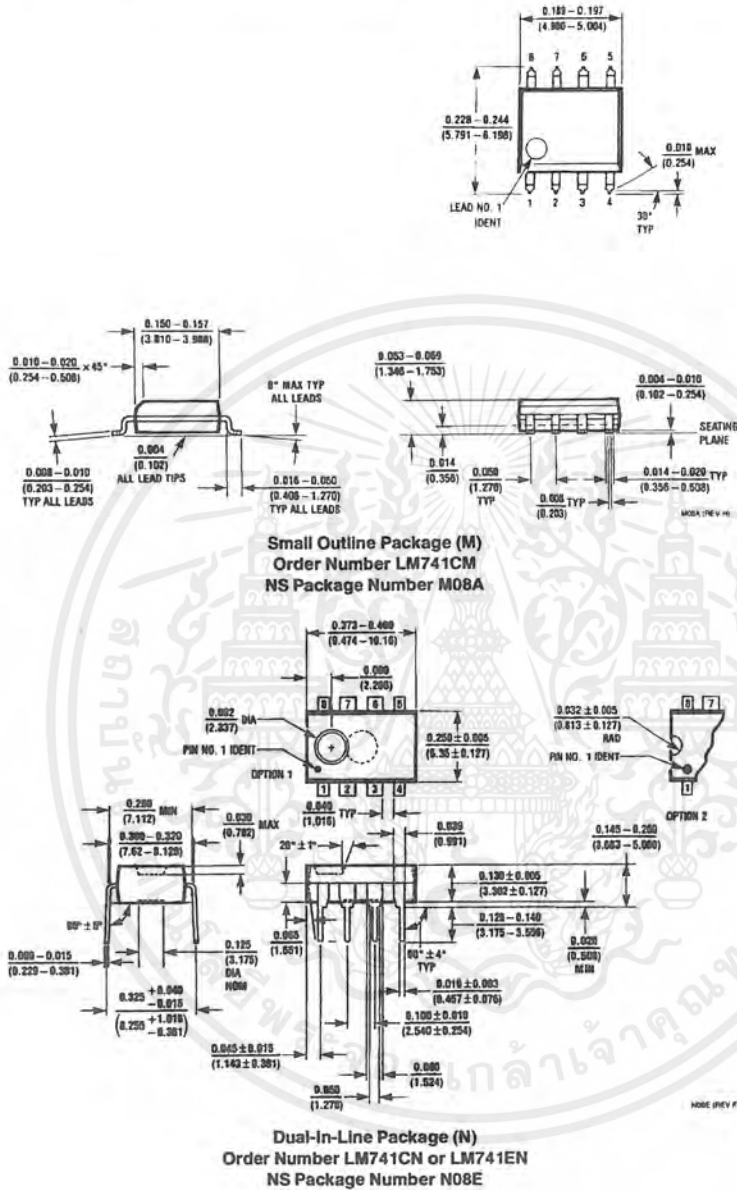 0.189 – 0.197
(4.800 – 5.004)
8 7 6 5
0.228 – 0.244
(5.791 – 6.198)
0.010 MAX
(0.254)
LEAD NO. 1
IDENT
1 2 3 4
30°
TYP
0.150 – 0.157
(3.810 – 3.988)
0.010 – 0.020 × 45°
(0.254 – 0.508)
8° MAX TYP
ALL LEADS
0.053 – 0.069
(1.346 – 1.753)
0.004 – 0.010
(0.102 – 0.254)
SEATING
PLANE
0.008 – 0.010
(0.203 – 0.254)
TYP ALL LEADS
0.004
(0.102)
ALL LEAD TIPS
0.016 – 0.050
(0.406 – 1.270)
TYP ALL LEADS
0.014
(0.356)
0.050
(1.270)
TYP
0.014 – 0.020 TYP
(0.356 – 0.508)
0.008 TYP
(0.203)
M08A (REV H)
Small Outline Package (M)
Order Number LM741CM
NS Package Number M08A
0.373 – 0.400
(9.474 – 10.16)
0.090
(2.286)
8 7 6 5
0.092 DIA
(2.337)
PIN NO. 1 IDENT
OPTION 1
0.250 ± 0.005
(6.35 ± 0.127)
1 2 3 4
0.032 ± 0.005
(0.813 ± 0.127)
RAD
PIN NO. 1 IDENT
8 7
1
OPTION 2
0.280 MIN
(7.112)
0.300 – 0.320
(7.62 – 8.128)
0.030 MAX
(0.762)
0.040 TYP
(1.016)
0.039
(0.991)
20° ± 1°
0.145 – 0.200
(3.683 – 5.080)
0.130 ± 0.005
(3.302 ± 0.127)
0.125 – 0.140
(3.175 – 3.556)
0.020
(0.508)
MIN
95° ± 5°
0.009 – 0.015
(0.229 – 0.381)
0.125
(3.175)
DIA
NOM
0.065
(1.651)
90° ± 4°
TYP
0.018 ± 0.003
(0.457 ± 0.076)
0.325 +0.040 −0.015
(8.255 +1.016 −0.381)
0.100 ± 0.010
(2.540 ± 0.254)
0.045 ± 0.015
(1.143 ± 0.381)
0.060
(1.524)
0.050
(1.270)
N08E (REV F)
Dual-In-Line Package (N)
Order Number LM741CN or LM741EN
NS Package Number N08E